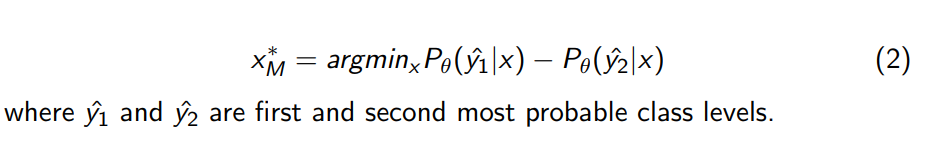 x*_M = argmin_x P_θ(ŷ_1|x) − P_θ(ŷ_2|x) (2)
where ŷ_1 and ŷ_2 are first and second most probable class levels.